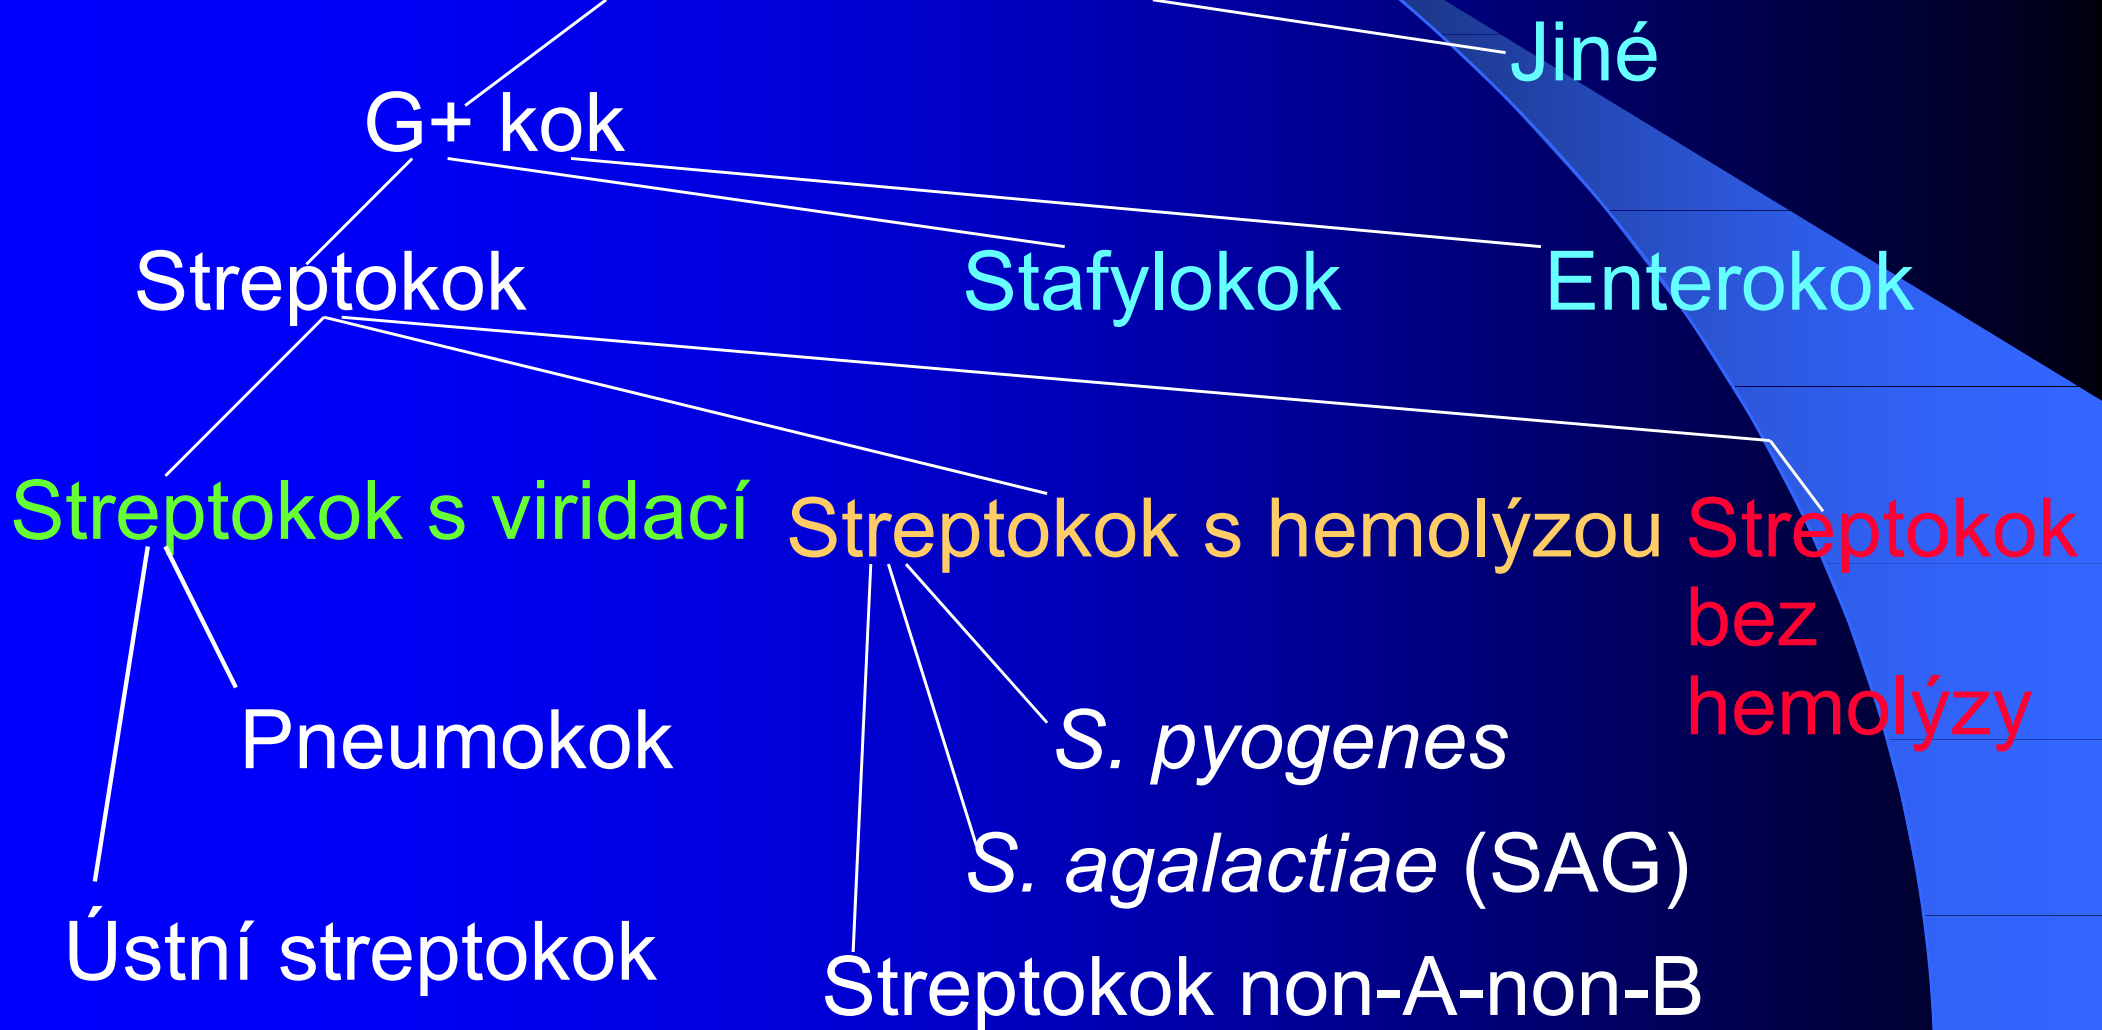 Jiné
G+ kok
Streptokok
Stafylokok
Enterokok
Streptokok s viridací
Streptokok s hemolýzou
Streptokok
bez
hemolýzy
Pneumokok
S. pyogenes
S. agalactiae (SAG)
Ústní streptokok
Streptokok non-A-non-B